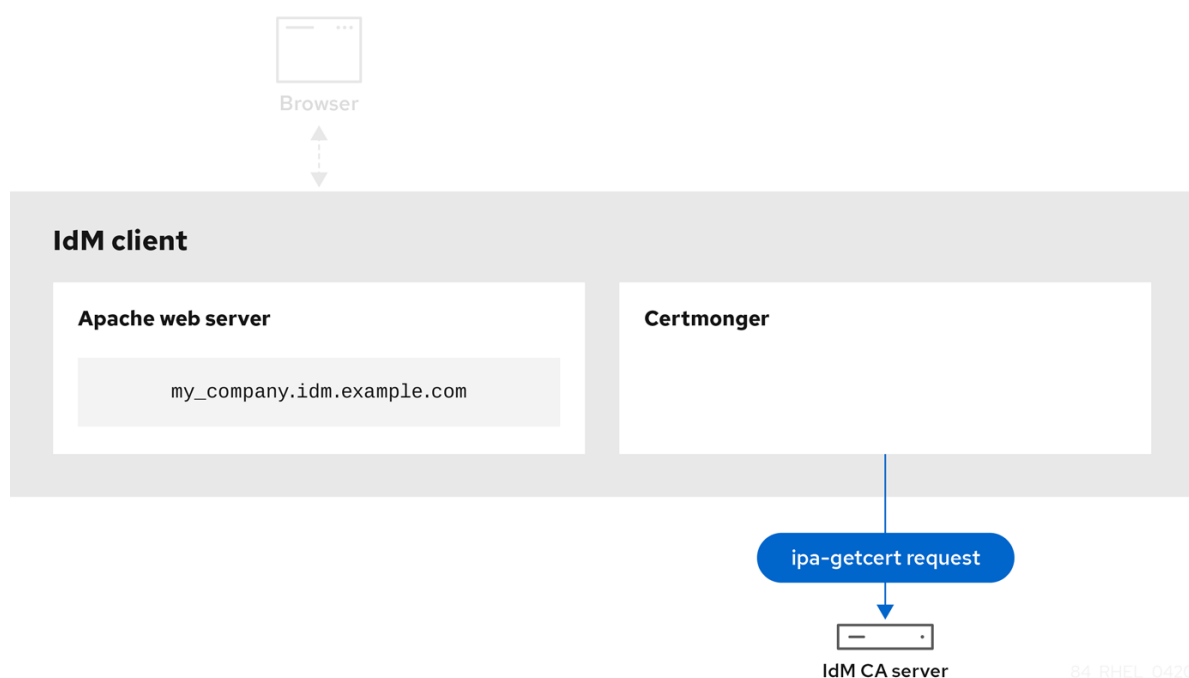 Browser
IdM client
Apache web server
my_company.idm.example.com
Certmonger
ipa-getcert request
IdM CA server
84_RHEL_0420